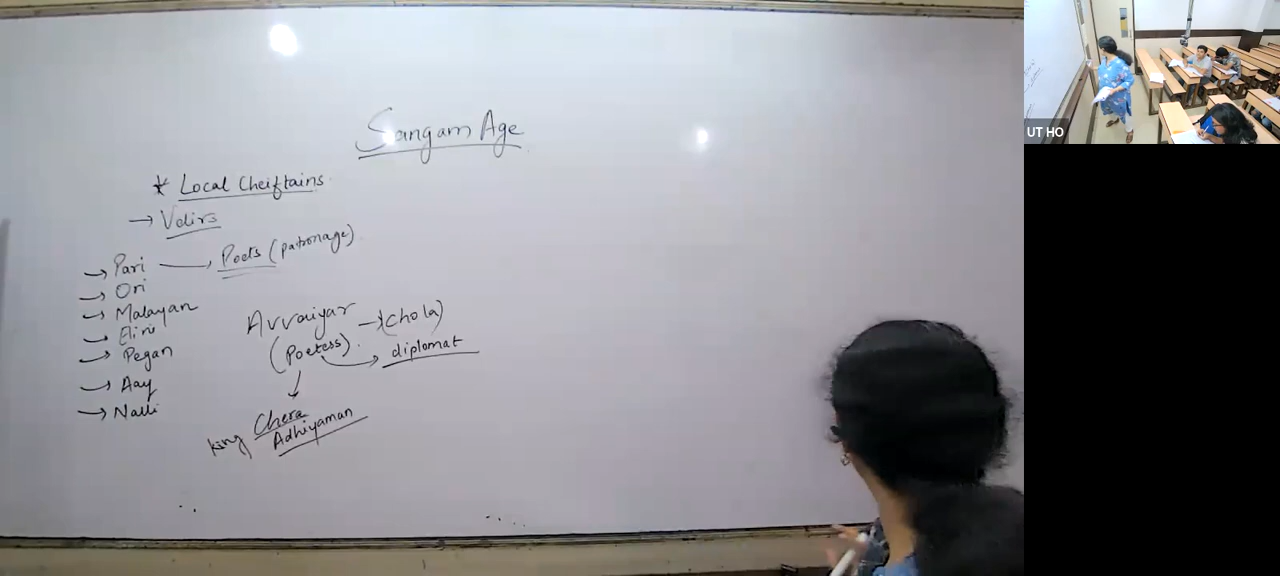 Sangam Age
* Local Cheiftains
→ Velirs
→ Pari → Poets (patronage)
→ Ori
→ Malayan
→ Elini
→ Pegan
→ Aay
→ Nalli
Avvaiyar → (Chola)
(Poetess) → diplomat
King Chera
Adhiyaman
UT HO